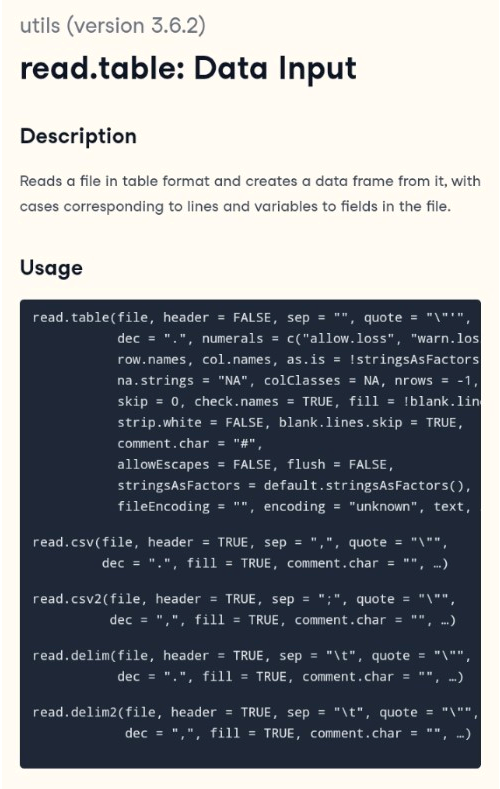 utils (version 3.6.2)
read.table: Data Input
Description
Reads a file in table format and creates a data frame from it, with
cases corresponding to lines and variables to fields in the file.
Usage
read.table(file, header = FALSE, sep = "", quote = "\"'",
dec = ".", numerals = c("allow.loss", "warn.los
row.names, col.names, as.is = !stringsAsFactors
na.strings = "NA", colClasses = NA, nrows = -1,
skip = 0, check.names = TRUE, fill = !blank.lin
strip.white = FALSE, blank.lines.skip = TRUE,
comment.char = "#",
allowEscapes = FALSE, flush = FALSE,
stringsAsFactors = default.stringsAsFactors(),
fileEncoding = "", encoding = "unknown", text,
read.csv(file, header = TRUE, sep = ",", quote = "\"",
dec = ".", fill = TRUE, comment.char = "", …)
read.csv2(file, header = TRUE, sep = ";", quote = "\"",
dec = ",", fill = TRUE, comment.char = "", …)
read.delim(file, header = TRUE, sep = "\t", quote = "\"",
dec = ".", fill = TRUE, comment.char = "", …)
read.delim2(file, header = TRUE, sep = "\t", quote = "\"",
dec = ",", fill = TRUE, comment.char = "", …)